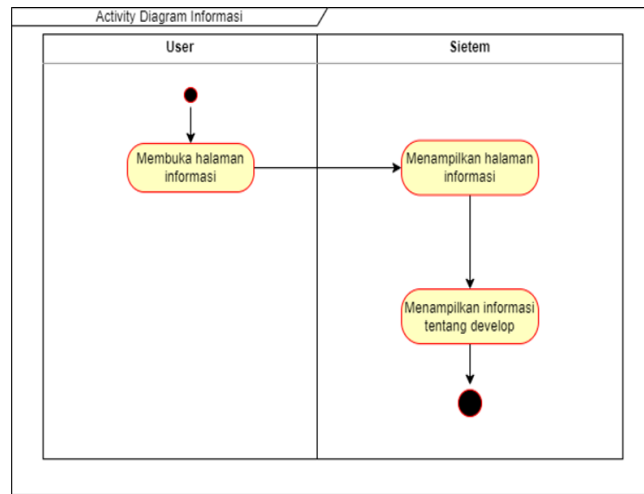 Activity Diagram Informasi
User
Sietem
Membuka halaman
informasi
Menampilkan halaman
informasi
Menampilkan informasi
tentang develop